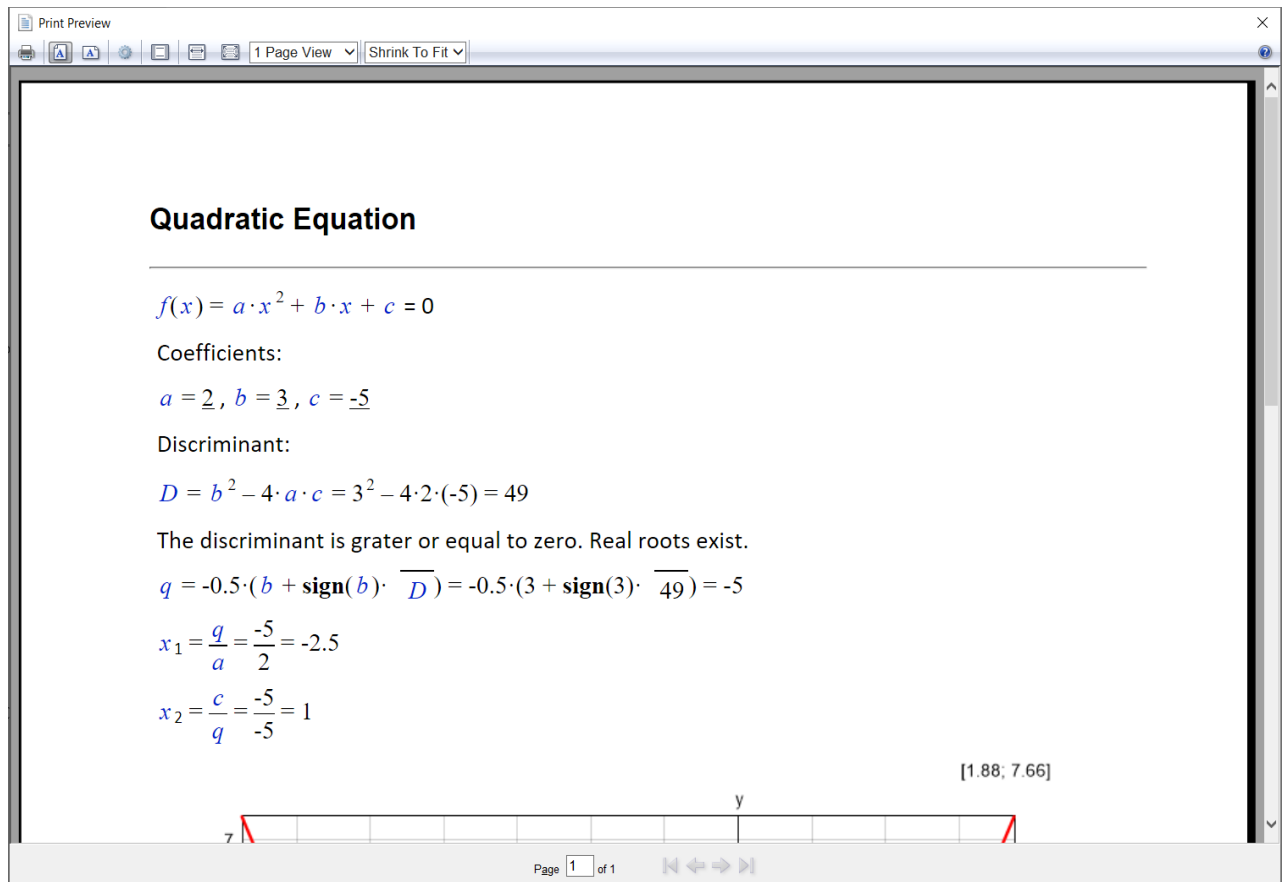 Print Preview
1 Page View Shrink To Fit
Quadratic Equation
f(x) = a·x² + b·x + c = 0
Coefficients:
a = 2 , b = 3 , c = -5
Discriminant:
D = b² – 4·a·c = 3² – 4·2·(-5) = 49
The discriminant is grater or equal to zero. Real roots exist.
q = -0.5·(b + sign(b)· D̅) = -0.5·(3 + sign(3)· 4̅9̅) = -5
x₁ = q/a = -5/2 = -2.5
x₂ = c/q = -5/-5 = 1
[1.88; 7.66]
y
7
Page 1 of 1